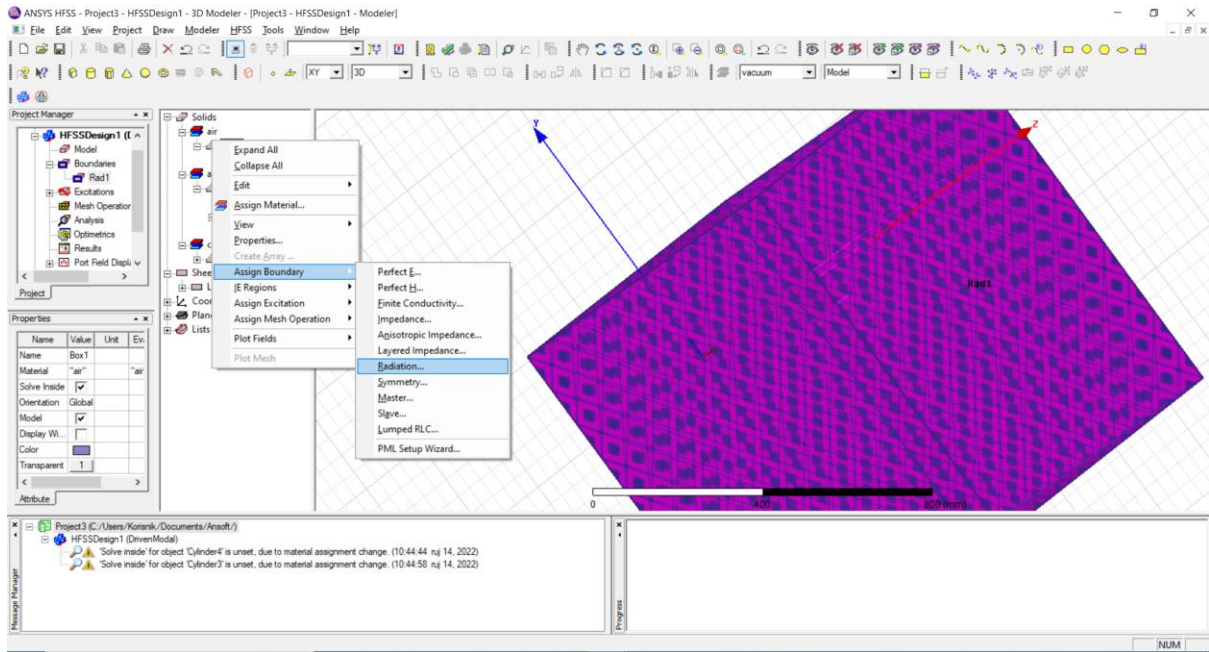 ANSYS HFSS - Project3 - HFSSDesign1 - 3D Modeler - [Project3 - HFSSDesign1 - Modeler]
File Edit View Project Draw Modeler HFSS Tools Window Help
XY 3D vacuum Model
Project Manager
HFSSDesign1 (D
Model
Boundaries
Rad1
Excitations
Mesh Operation
Analysis
Optimetrics
Results
Port Field Displa
Project
Properties
Name Value Unit Eva
Name Box1
Material "air" "air
Solve Inside
Orientation Global
Model
Display Wi...
Color
Transparent 1
Attribute
Solids
air
a
c
Shee
L
Coor
Plan
Lists
Expand All
Collapse All
Edit
Assign Material...
View
Properties...
Create Array ...
Assign Boundary
IE Regions
Assign Excitation
Assign Mesh Operation
Plot Fields
Plot Mesh
Perfect E...
Perfect H...
Finite Conductivity...
Impedance...
Anisotropic Impedance...
Layered Impedance...
Radiation...
Symmetry...
Master...
Slave...
Lumped RLC...
PML Setup Wizard...
Y
Z
Rad1
0 400 800 (mm)
Project3 (C:/Users/Korisnik/Documents/Ansoft/)
HFSSDesign1 (DrivenModal)
'Solve inside' for object 'Cylinder4' is unset, due to material assignment change. (10:44:44 ruj 14, 2022)
'Solve inside' for object 'Cylinder3' is unset, due to material assignment change. (10:44:58 ruj 14, 2022)
Message Manager
Progress
NUM